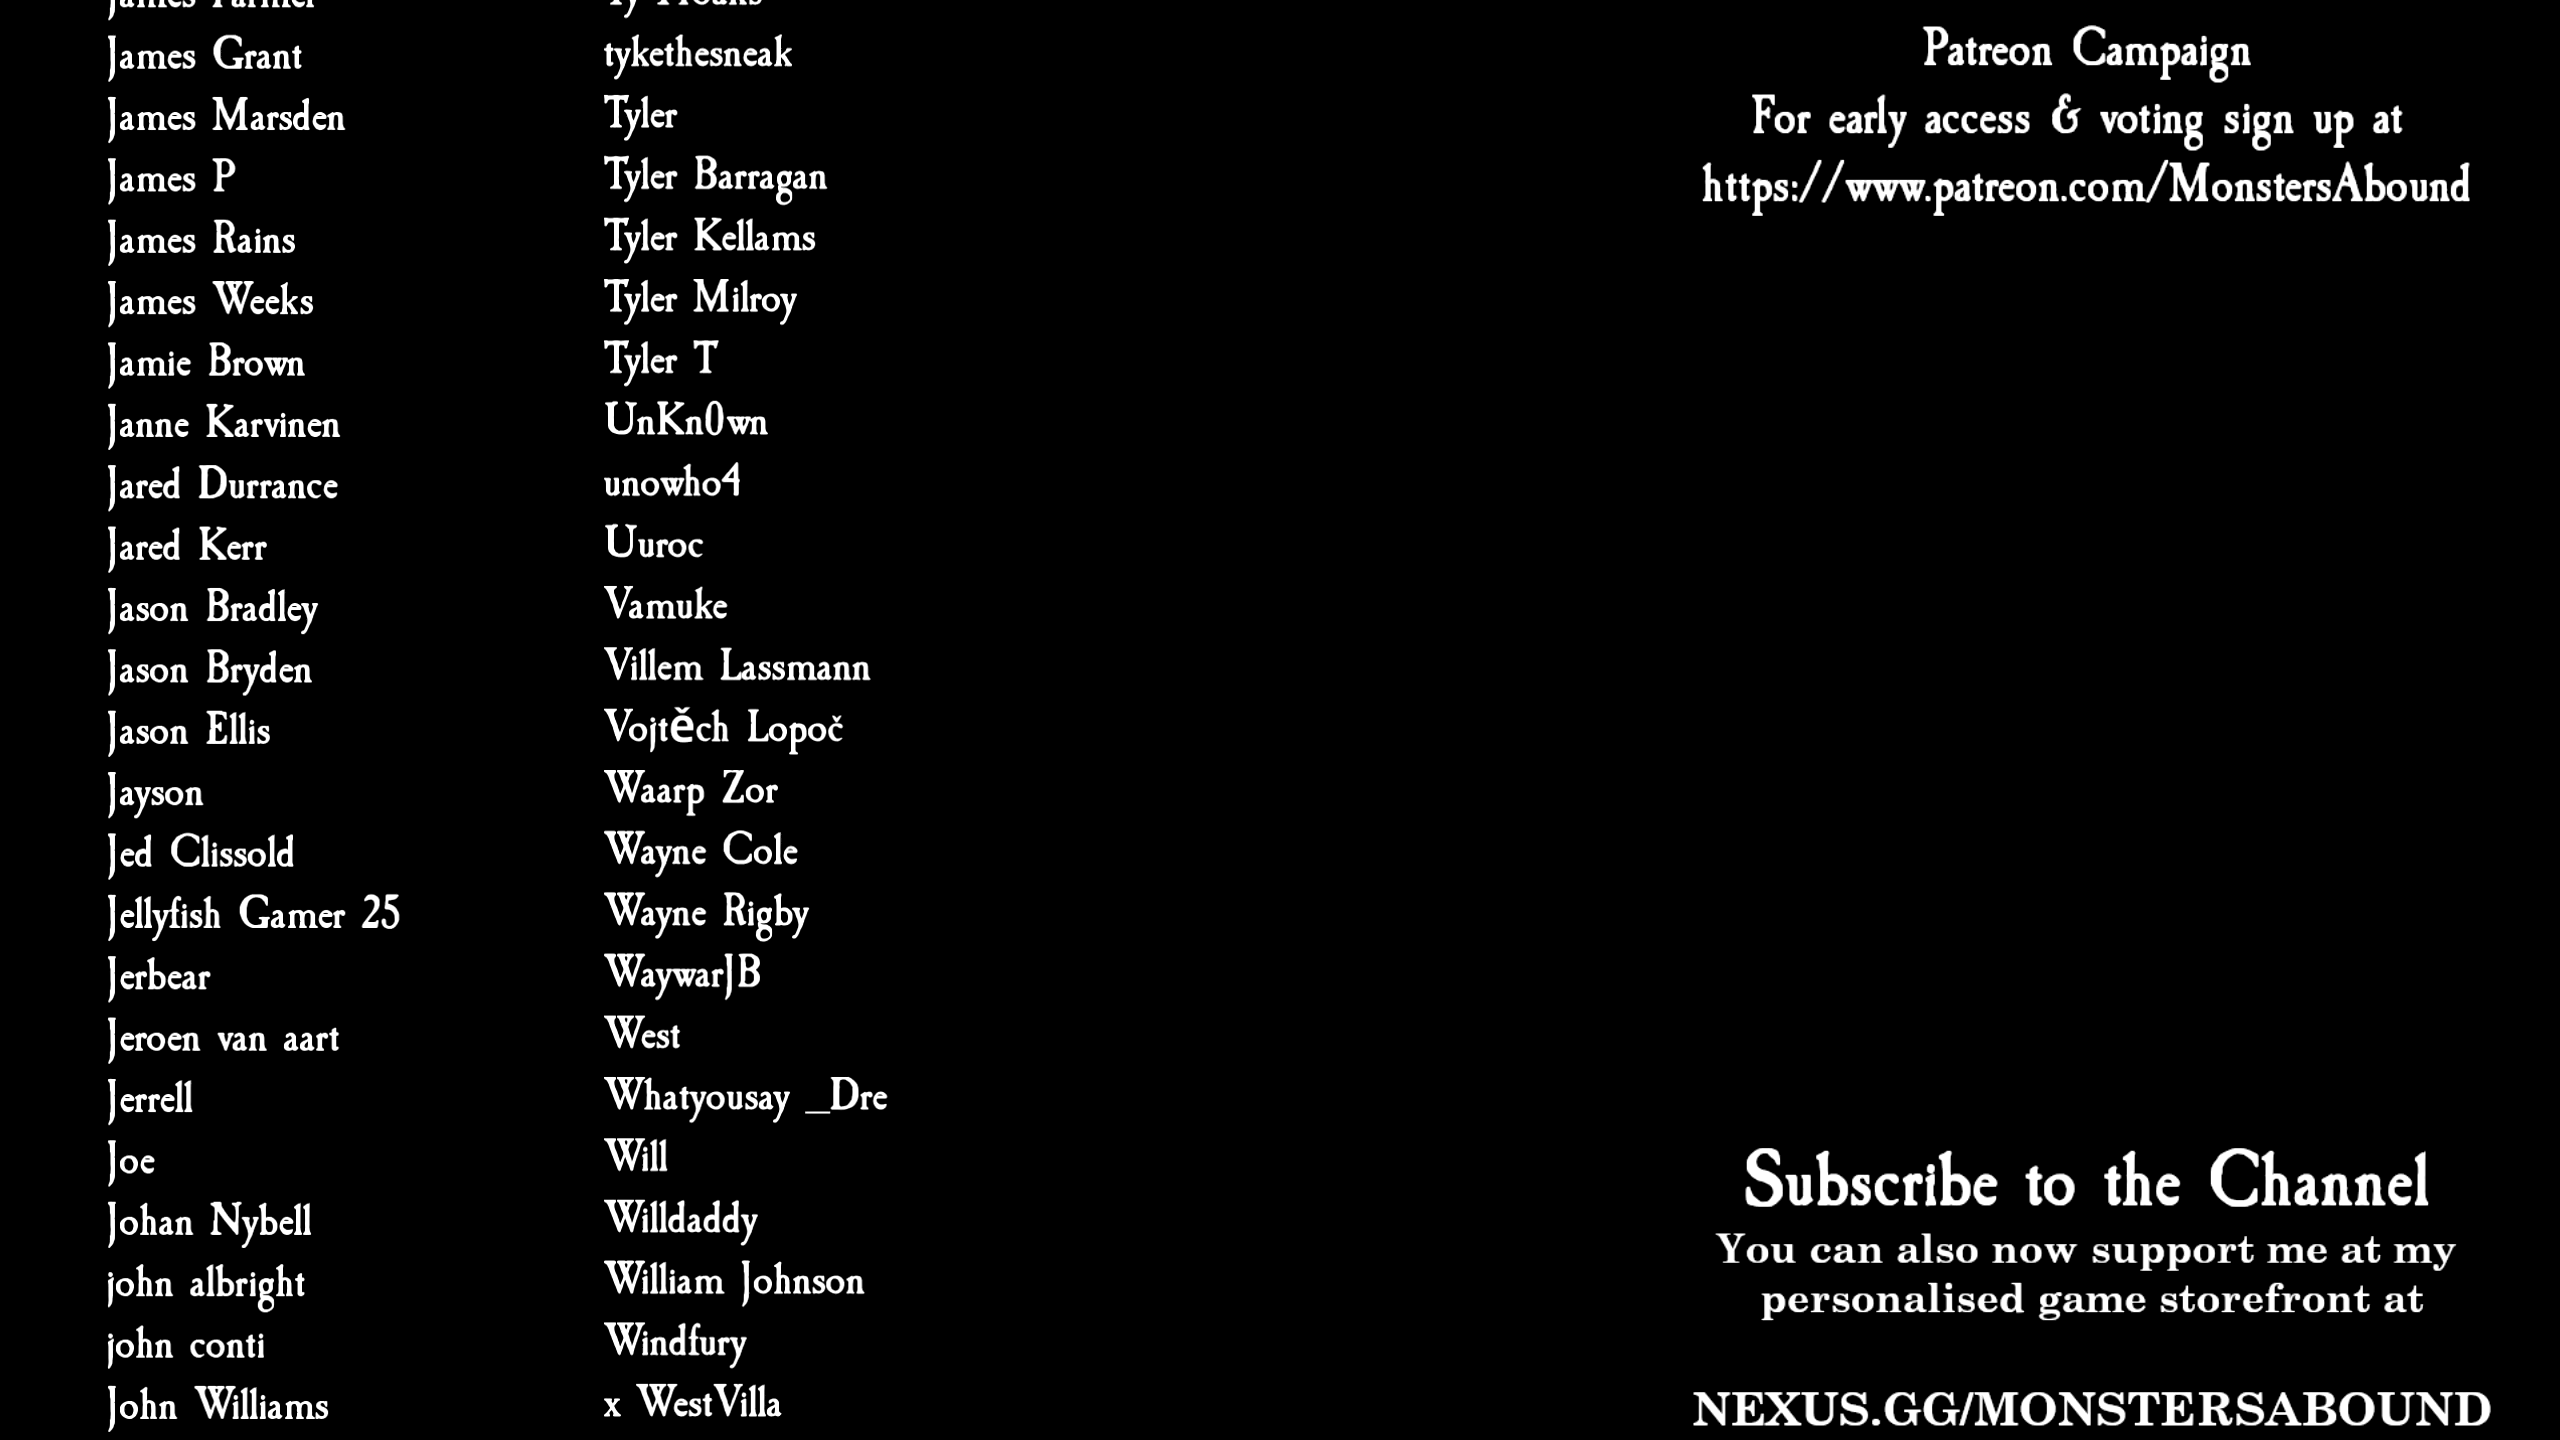 James Farmer
James Grant
James Marsden
James P
James Rains
James Weeks
Jamie Brown
Janne Karvinen
Jared Durrance
Jared Kerr
Jason Bradley
Jason Bryden
Jason Ellis
Jayson
Jed Clissold
Jellyfish Gamer 25
Jerbear
Jeroen van aart
Jerrell
Joe
Johan Nybell
john albright
john conti
John Williams
tykethesneak
Tyler
Tyler Barragan
Tyler Kellams
Tyler Milroy
Tyler T
UnKn0wn
unowho4
Uuroc
Vamuke
Villem Lassmann
Vojtěch Lopoč
Waarp Zor
Wayne Cole
Wayne Rigby
WaywarJB
West
Whatyousay _Dre
Will
Willdaddy
William Johnson
Windfury
x WestVilla
Patreon Campaign
For early access & voting sign up at
https://www.patreon.com/MonstersAbound
Subscribe to the Channel
You can also now support me at my
personalised game storefront at
NEXUS.GG/MONSTERSABOUND